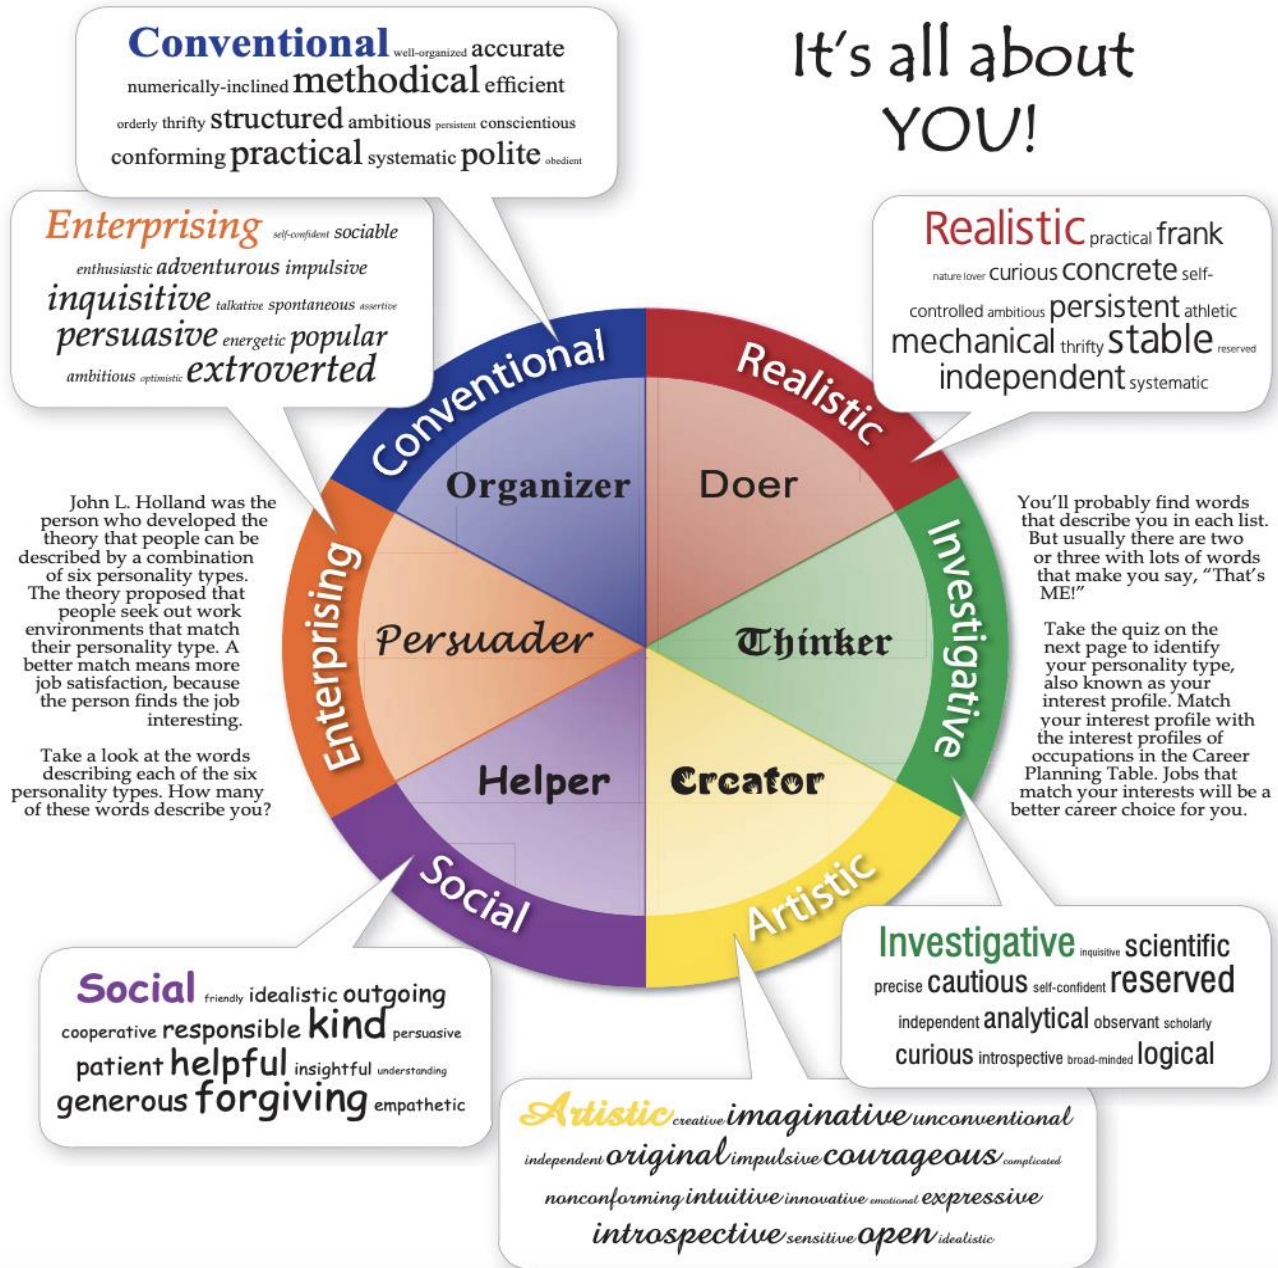 It's all about
YOU!
Conventional well-organized accurate
numerically-inclined methodical efficient
orderly thrifty structured ambitious persistent conscientious
conforming practical systematic polite obedient
Enterprising self-confident sociable
enthusiastic adventurous impulsive
inquisitive talkative spontaneous assertive
persuasive energetic popular
ambitious optimistic extroverted
Realistic practical frank
nature lover curious concrete self-
controlled ambitious persistent athletic
mechanical thrifty stable reserved
independent systematic
Conventional
Realistic
Organizer
Doer
Enterprising
Investigative
Persuader
Thinker
Helper
Creator
Social
Artistic
John L. Holland was the
person who developed the
theory that people can be
described by a combination
of six personality types.
The theory proposed that
people seek out work
environments that match
their personality type. A
better match means more
job satisfaction, because
the person finds the job
interesting.
Take a look at the words
describing each of the six
personality types. How many
of these words describe you?
You'll probably find words
that describe you in each list.
But usually there are two
or three with lots of words
that make you say, "That's
ME!"
Take the quiz on the
next page to identify
your personality type,
also known as your
interest profile. Match
your interest profile with
the interest profiles of
occupations in the Career
Planning Table. Jobs that
match your interests will be a
better career choice for you.
Social friendly idealistic outgoing
cooperative responsible kind persuasive
patient helpful insightful understanding
generous forgiving empathetic
Investigative inquisitive scientific
precise cautious self-confident reserved
independent analytical observant scholarly
curious introspective broad-minded logical
Artistic creative imaginative unconventional
independent original impulsive courageous complicated
nonconforming intuitive innovative emotional expressive
introspective sensitive open idealistic